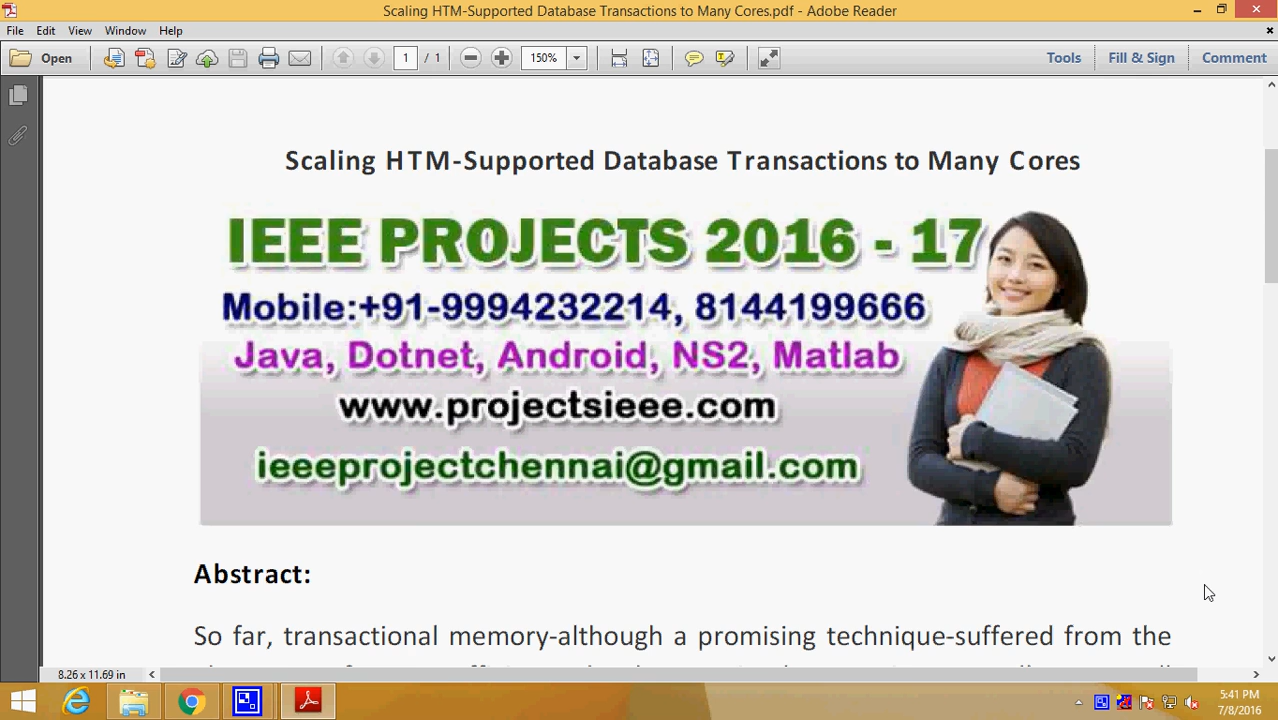 Scaling HTM-Supported Database Transactions to Many Cores.pdf - Adobe Reader
File Edit View Window Help
Open 1 / 1 150% Tools Fill & Sign Comment
Scaling HTM-Supported Database Transactions to Many Cores
IEEE PROJECTS 2016 - 17
Mobile:+91-9994232214, 8144199666
Java, Dotnet, Android, NS2, Matlab
www.projectsieee.com
ieeeprojectchennai@gmail.com
Abstract:
So far, transactional memory-although a promising technique-suffered from the
8.26 x 11.69 in
5:41 PM
7/8/2016